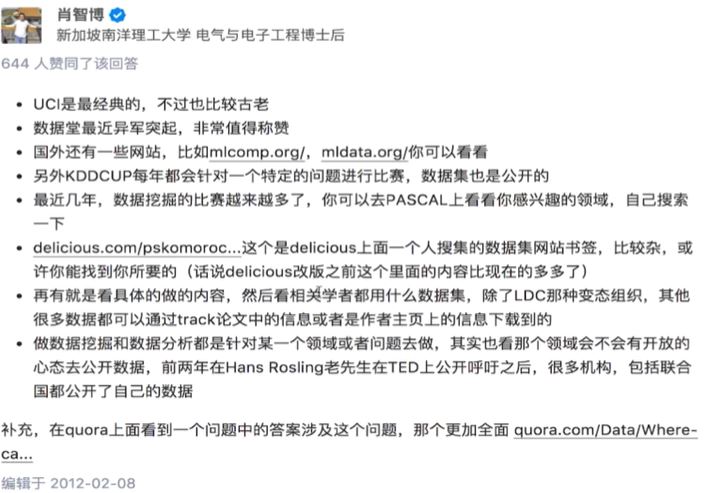 肖智博
新加坡南洋理工大学 电气与电子工程博士后
644 人赞同了该回答
• UCI是最经典的，不过也比较古老
• 数据堂最近异军突起，非常值得称赞
• 国外还有一些网站，比如mlcomp.org/，mldata.org/你可以看看
• 另外KDDCUP每年都会针对一个特定的问题进行比赛，数据集也是公开的
• 最近几年，数据挖掘的比赛越来越多了，你可以去PASCAL上看看你感兴趣的领域，自己搜索
一下
• delicious.com/pskomoroc...这个是delicious上面一个人搜集的数据集网站书签，比较杂，或
许你能找到你所要的（话说delicious改版之前这个里面的内容比现在的多多了）
• 再有就是看具体的做的内容，然后看相关学者都用什么数据集，除了LDC那种变态组织，其他
很多数据都可以通过track论文中的信息或者是作者主页上的信息下载到的
• 做数据挖掘和数据分析都是针对某一个领域或者问题去做，其实也看那个领域会不会有开放的
心态去公开数据，前两年在Hans Rosling老先生在TED上公开呼吁之后，很多机构，包括联合
国都公开了自己的数据
补充，在quora上面看到一个问题中的答案涉及这个问题，那个更加全面 quora.com/Data/Where-
ca...
编辑于 2012-02-08